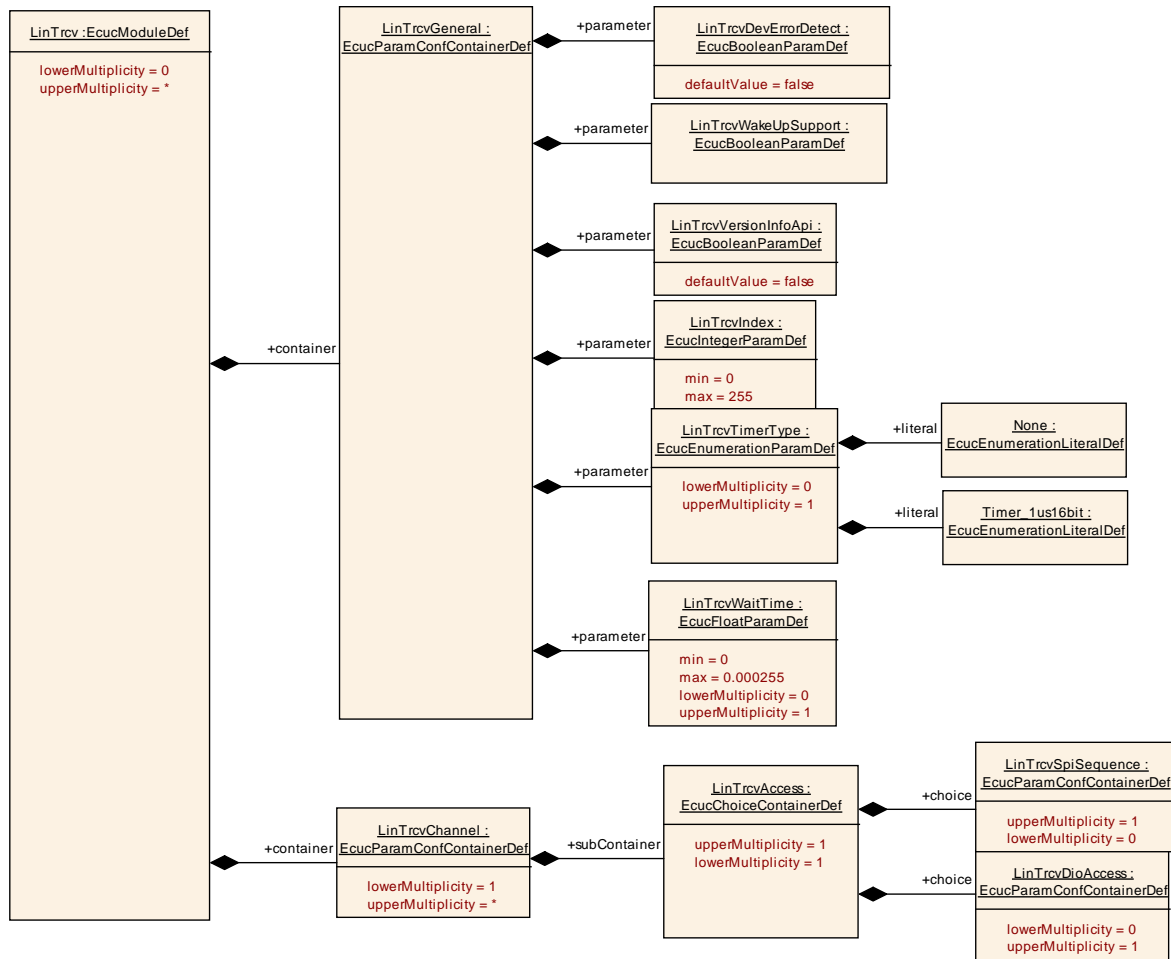 LinTrcv :EcucModuleDef
lowerMultiplicity = 0
upperMultiplicity = *
+container
LinTrcvGeneral :
EcucParamConfContainerDef
+parameter
LinTrcvDevErrorDetect :
EcucBooleanParamDef
defaultValue = false
+parameter
LinTrcvWakeUpSupport :
EcucBooleanParamDef
+parameter
LinTrcvVersionInfoApi :
EcucBooleanParamDef
defaultValue = false
+parameter
LinTrcvIndex :
EcucIntegerParamDef
min = 0
max = 255
+parameter
LinTrcvTimerType :
EcucEnumerationParamDef
lowerMultiplicity = 0
upperMultiplicity = 1
+literal
None :
EcucEnumerationLiteralDef
+literal
Timer_1us16bit :
EcucEnumerationLiteralDef
+parameter
LinTrcvWaitTime :
EcucFloatParamDef
min = 0
max = 0.000255
lowerMultiplicity = 0
upperMultiplicity = 1
+container
LinTrcvChannel :
EcucParamConfContainerDef
lowerMultiplicity = 1
upperMultiplicity = *
+subContainer
LinTrcvAccess :
EcucChoiceContainerDef
upperMultiplicity = 1
lowerMultiplicity = 1
+choice
LinTrcvSpiSequence :
EcucParamConfContainerDef
upperMultiplicity = 1
lowerMultiplicity = 0
+choice
LinTrcvDioAccess :
EcucParamConfContainerDef
lowerMultiplicity = 0
upperMultiplicity = 1